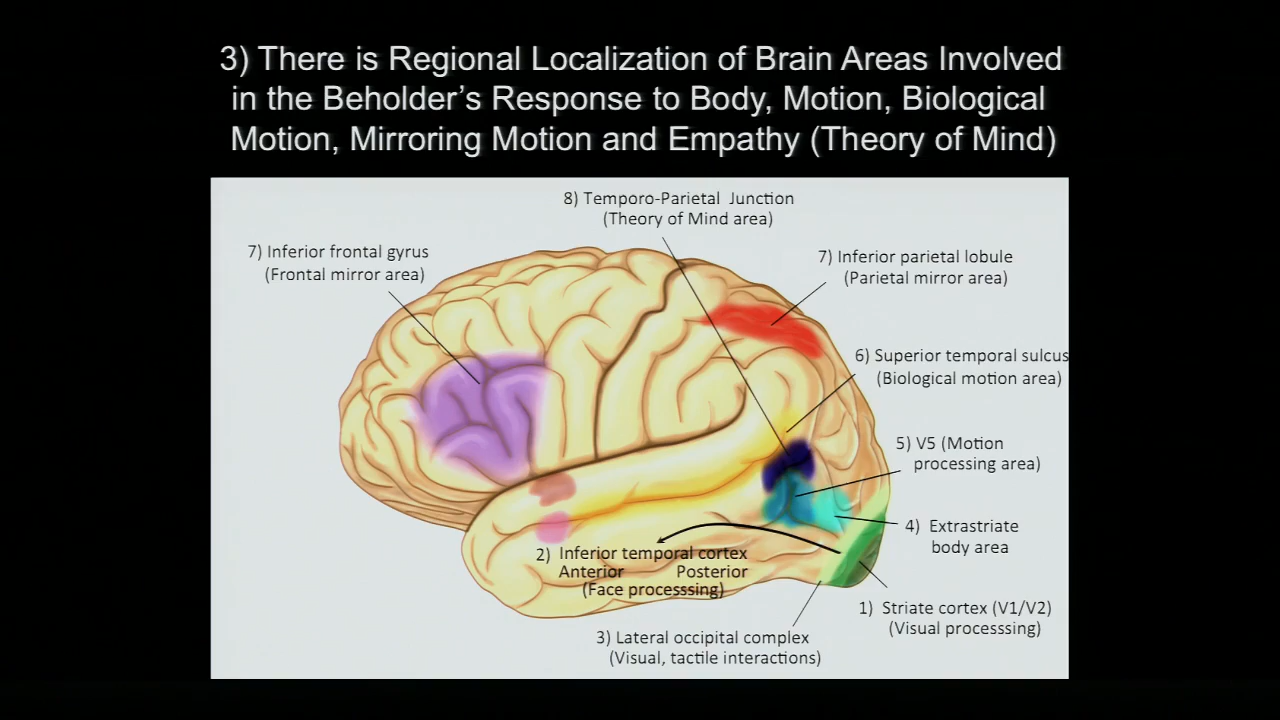 3) There is Regional Localization of Brain Areas Involved
in the Beholder's Response to Body, Motion, Biological
Motion, Mirroring Motion and Empathy (Theory of Mind)
8) Temporo-Parietal Junction
(Theory of Mind area)
7) Inferior frontal gyrus
(Frontal mirror area)
7) Inferior parietal lobule
(Parietal mirror area)
6) Superior temporal sulcus
(Biological motion area)
5) V5 (Motion
processing area)
4) Extrastriate
body area
2) Inferior temporal cortex
Anterior Posterior
(Face processsing)
1) Striate cortex (V1/V2)
(Visual processsing)
3) Lateral occipital complex
(Visual, tactile interactions)